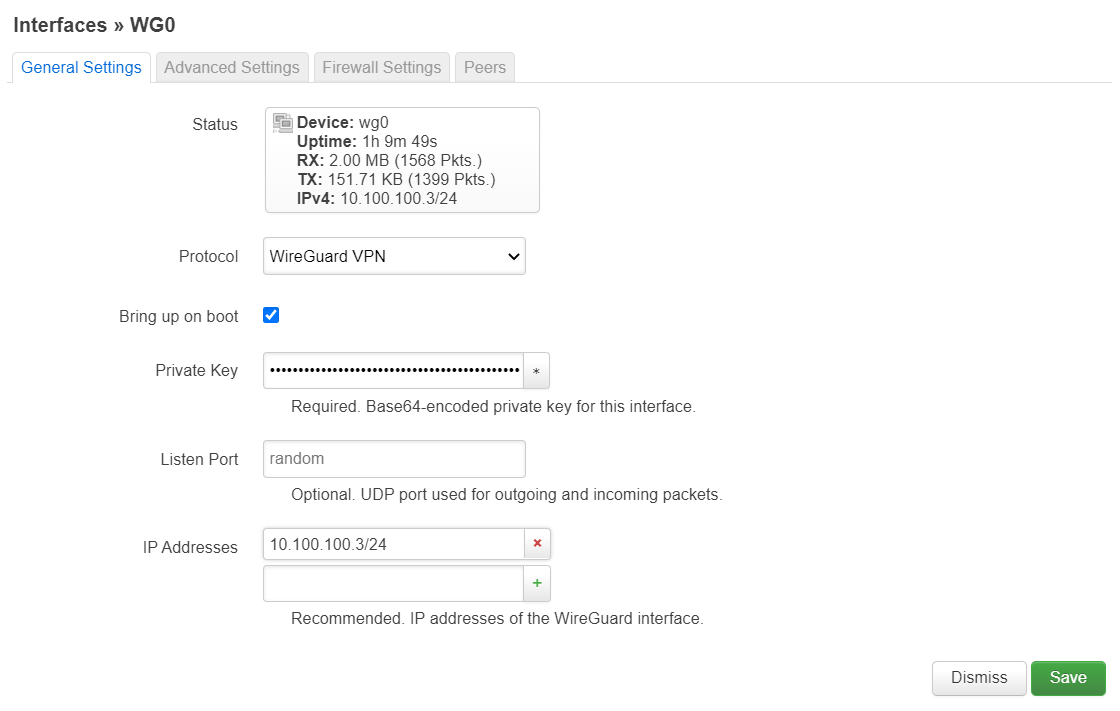 Interfaces » WG0
General Settings
Advanced Settings
Firewall Settings
Peers
Status
Device: wg0
Uptime: 1h 9m 49s
RX: 2.00 MB (1568 Pkts.)
TX: 151.71 KB (1399 Pkts.)
IPv4: 10.100.100.3/24
Protocol
WireGuard VPN
Bring up on boot
Private Key
*
Required. Base64-encoded private key for this interface.
Listen Port
random
Optional. UDP port used for outgoing and incoming packets.
IP Addresses
10.100.100.3/24
×
+
Recommended. IP addresses of the WireGuard interface.
Dismiss
Save